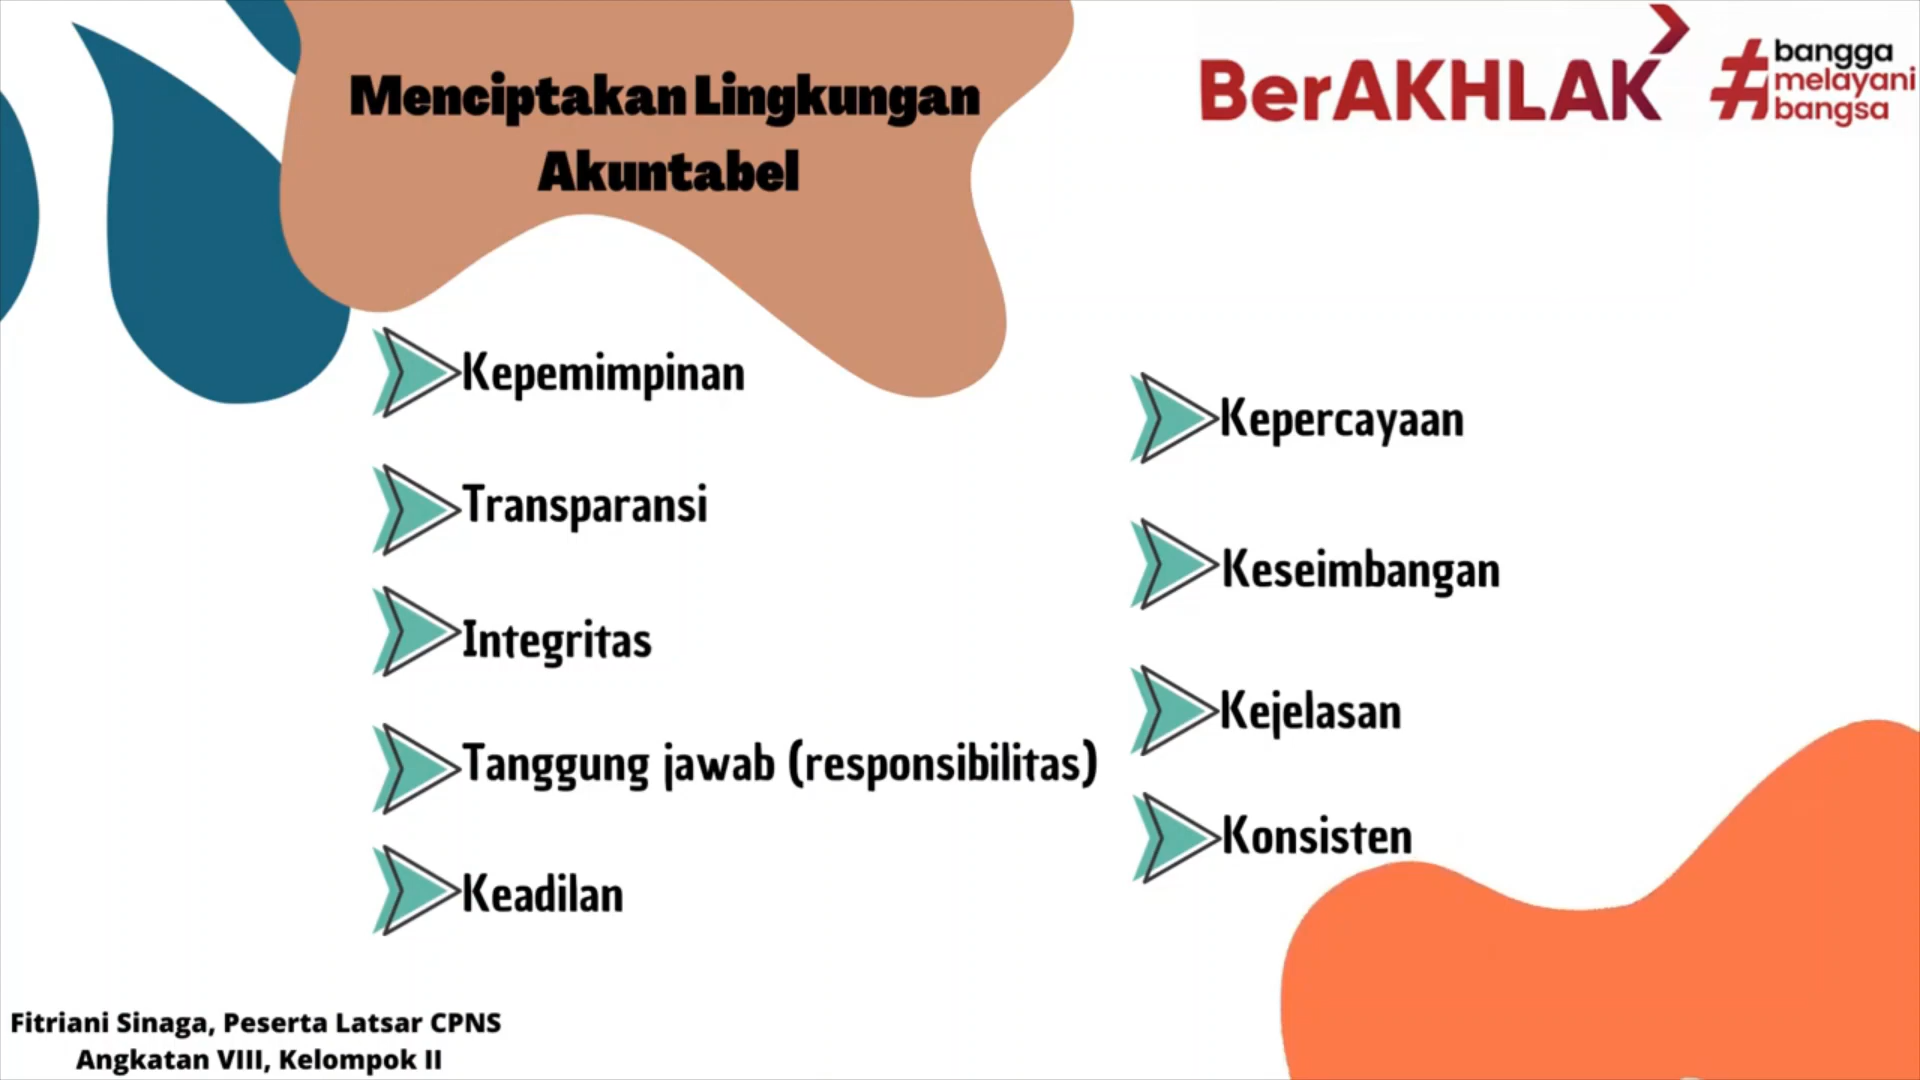 Menciptakan Lingkungan
Akuntabel
BerAKHLAK
#bangga
melayani
bangsa
Kepemimpinan
Transparansi
Integritas
Tanggung jawab (responsibilitas)
Keadilan
Kepercayaan
Keseimbangan
Kejelasan
Konsisten
Fitriani Sinaga, Peserta Latsar CPNS
Angkatan VIII, Kelompok II